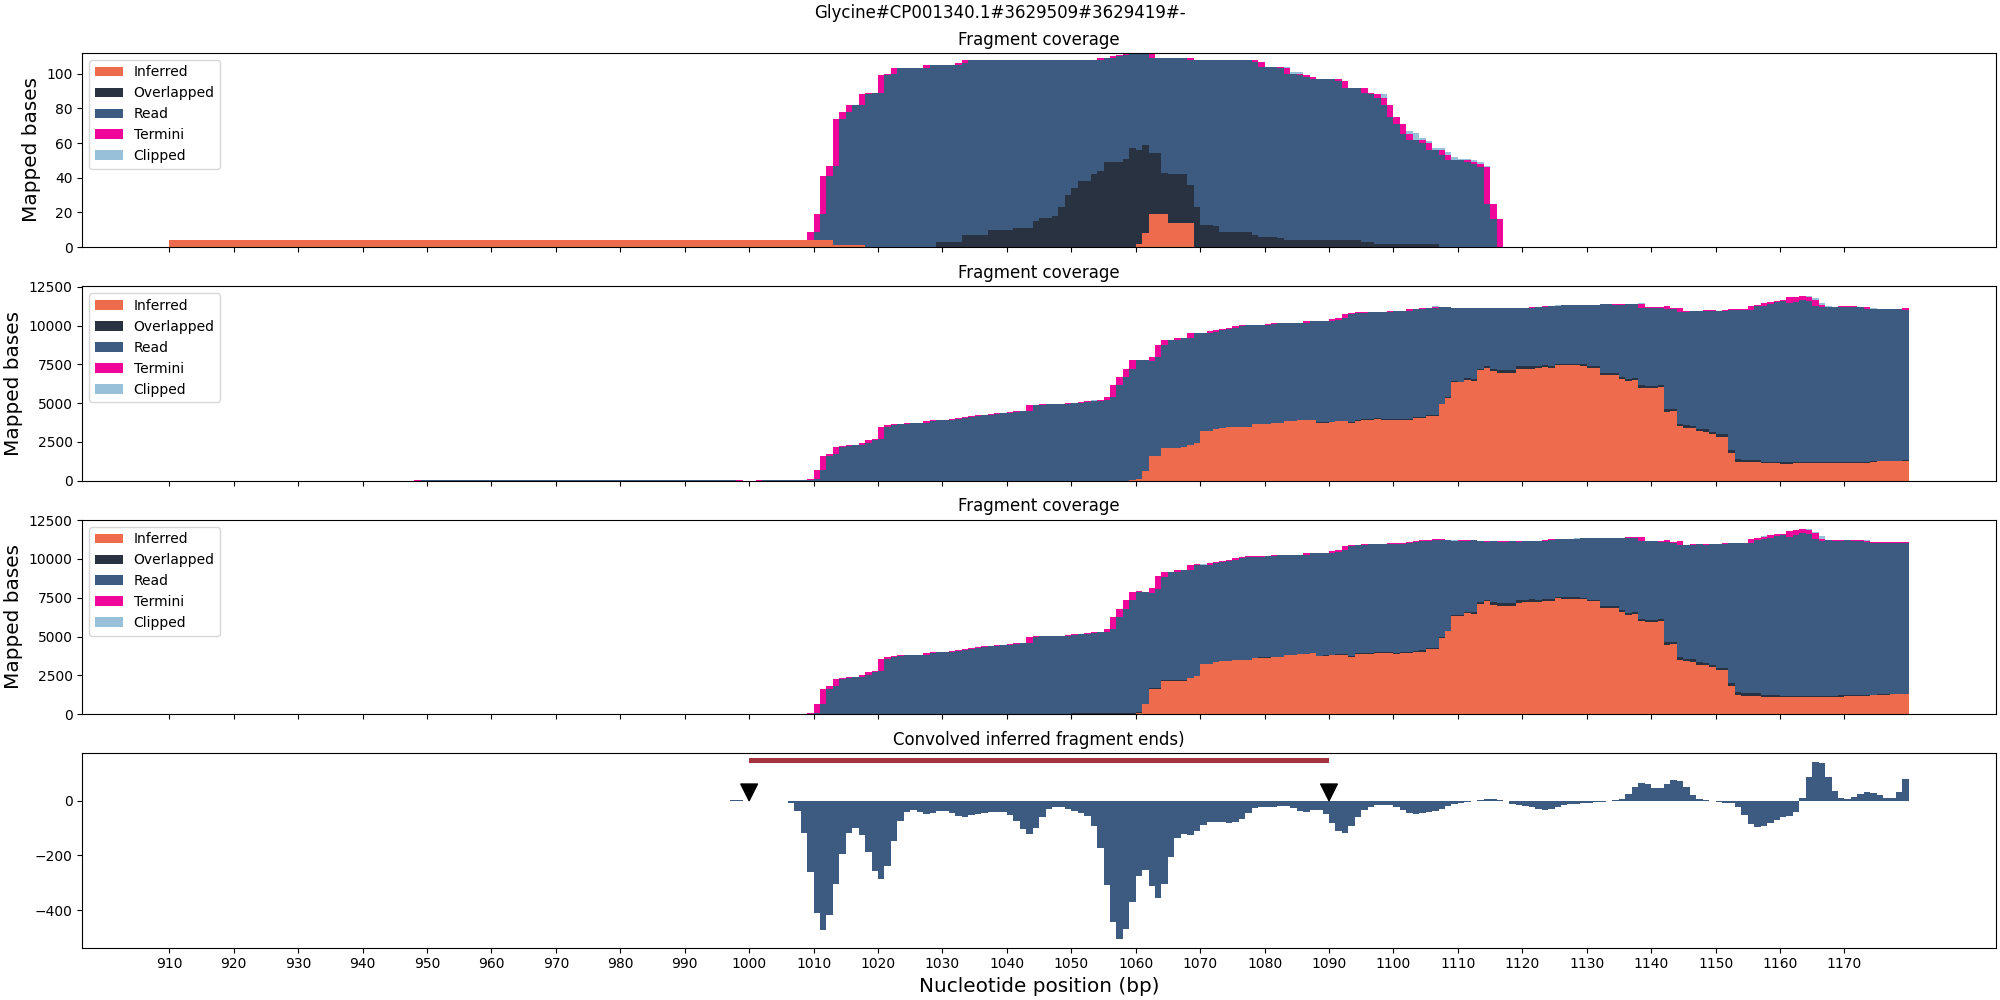 Glycine#CP001340.1#3629509#3629419#-
Fragment coverage
Mapped bases
100
80
60
40
20
0
Inferred
Overlapped
Read
Termini
Clipped
Fragment coverage
Mapped bases
12500
10000
7500
5000
2500
0
Inferred
Overlapped
Read
Termini
Clipped
Fragment coverage
Mapped bases
12500
10000
7500
5000
2500
0
Inferred
Overlapped
Read
Termini
Clipped
Convolved inferred fragment ends)
0
−200
−400
910 920 930 940 950 960 970 980 990 1000 1010 1020 1030 1040 1050 1060 1070 1080 1090 1100 1110 1120 1130 1140 1150 1160 1170
Nucleotide position (bp)